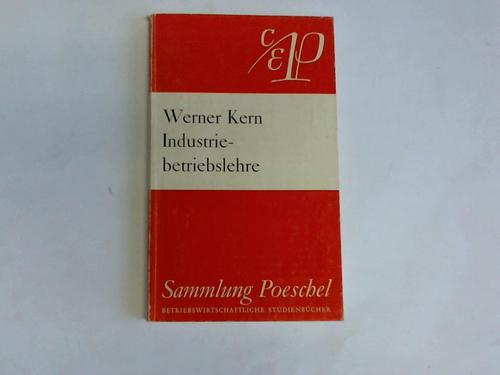 CEP
Werner Kern
Industrie-
betriebslehre
Sammlung Poeschel
BETRIEBSWIRTSCHAFTLICHE STUDIENBÜCHER